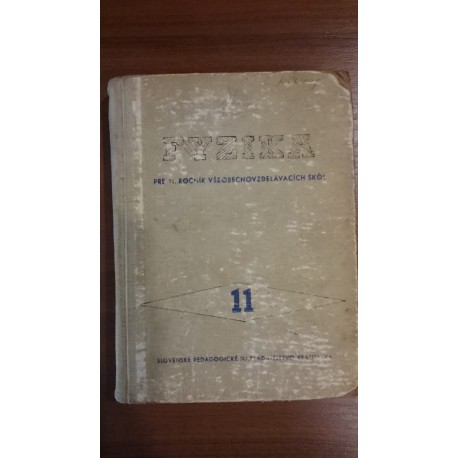 FYZIKA
PRE 11. ROČNÍK VŠEOBECNOVZDELÁVACÍCH ŠKÔL
11
SLOVENSKÉ PEDAGOGICKÉ NAKLADATEĽSTVO BRATISLAVA